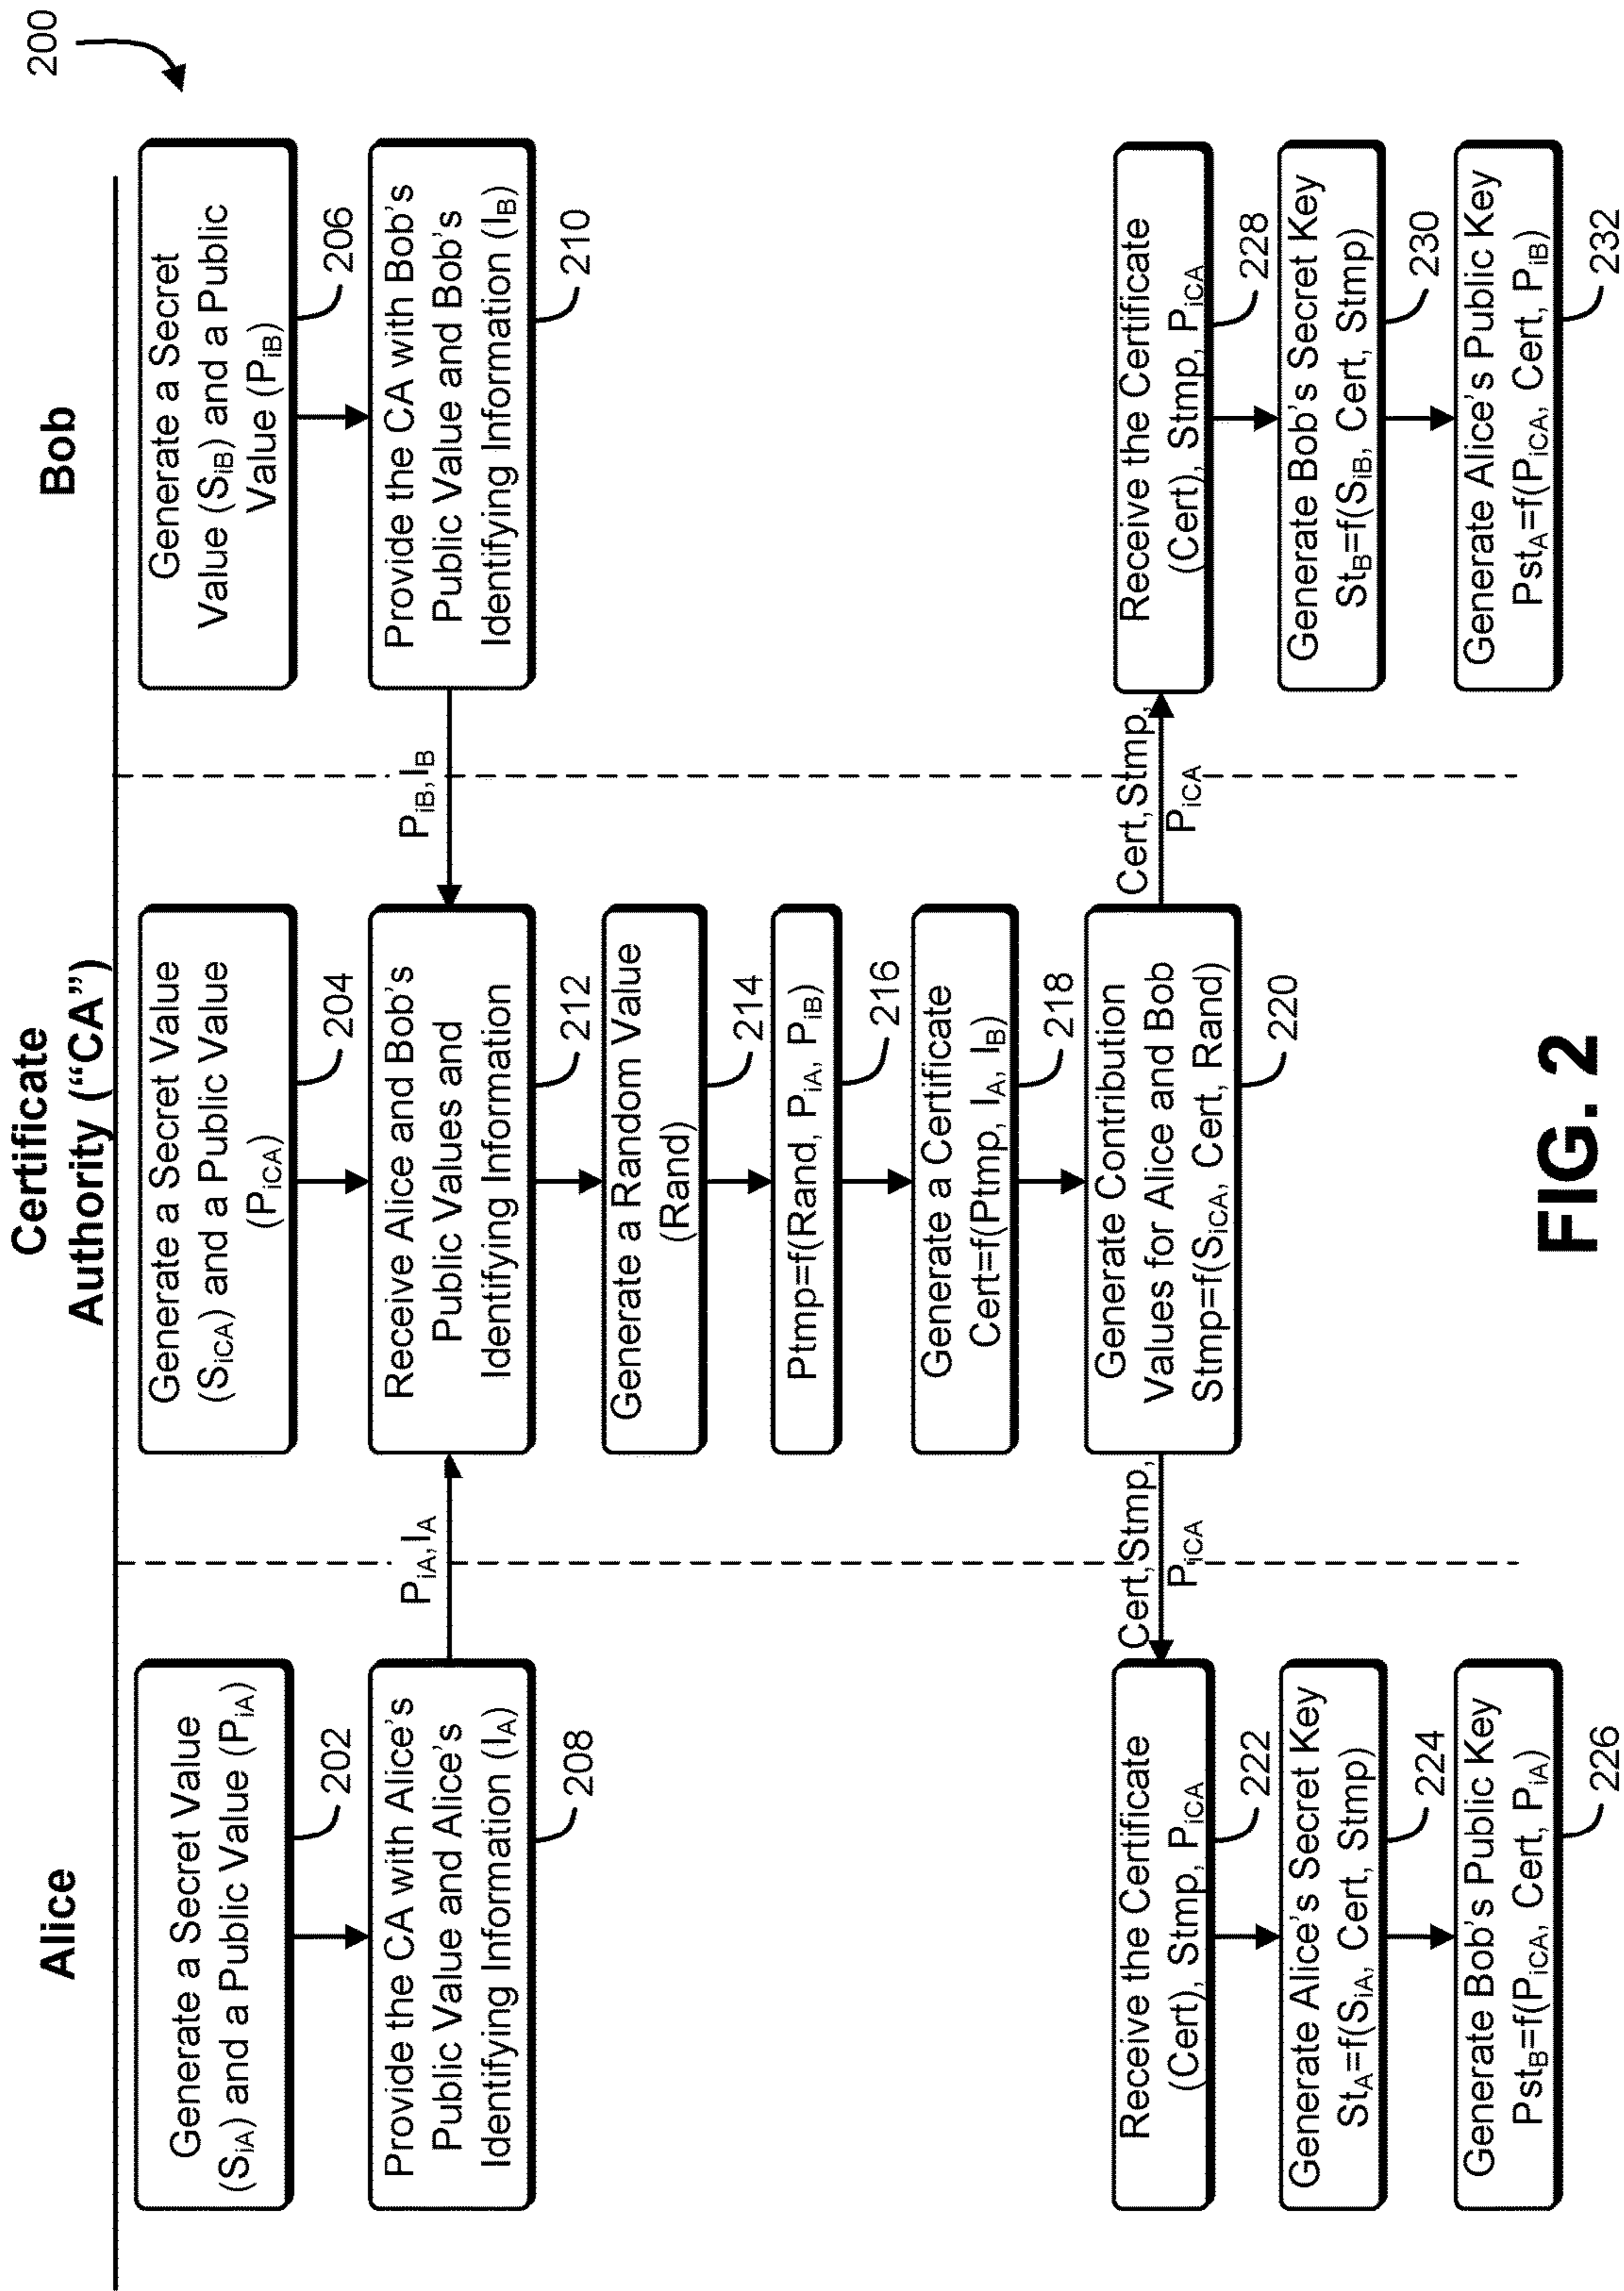 200
Alice
Certificate
Authority (“CA”)
Bob
Generate a Secret Value
(SiA) and a Public Value (PiA)
202
Generate a Secret Value
(SiCA) and a Public Value
(PiCA)
204
Generate a Secret
Value (SiB) and a Public
Value (PiB)
206
Provide the CA with Alice's
Public Value and Alice's
Identifying Information (IA)
208
PiA,IA
Receive Alice and Bob's
Public Values and
Identifying Information
212
PiB,IB
Provide the CA with Bob's
Public Value and Bob's
Identifying Information (IB)
210
Generate a Random Value
(Rand)
214
Ptmp=f(Rand, PiA, PiB)
216
Generate a Certificate
Cert=f(Ptmp, IA, IB)
218
Generate Contribution
Values for Alice and Bob
Stmp=f(SiCA, Cert, Rand)
220
Cert,Stmp,
PiCA
Cert,Stmp,
PiCA
Receive the Certificate
(Cert), Stmp, PiCA
222
Generate Alice's Secret Key
StA=f(SiA, Cert, Stmp)
224
Generate Bob's Public Key
PstB=f(PiCA, Cert, PiA)
226
Receive the Certificate
(Cert), Stmp, PiCA
228
Generate Bob's Secret Key
StB=f(SiB, Cert, Stmp)
230
Generate Alice's Public Key
PstA=f(PiCA, Cert, PiB)
232
FIG. 2